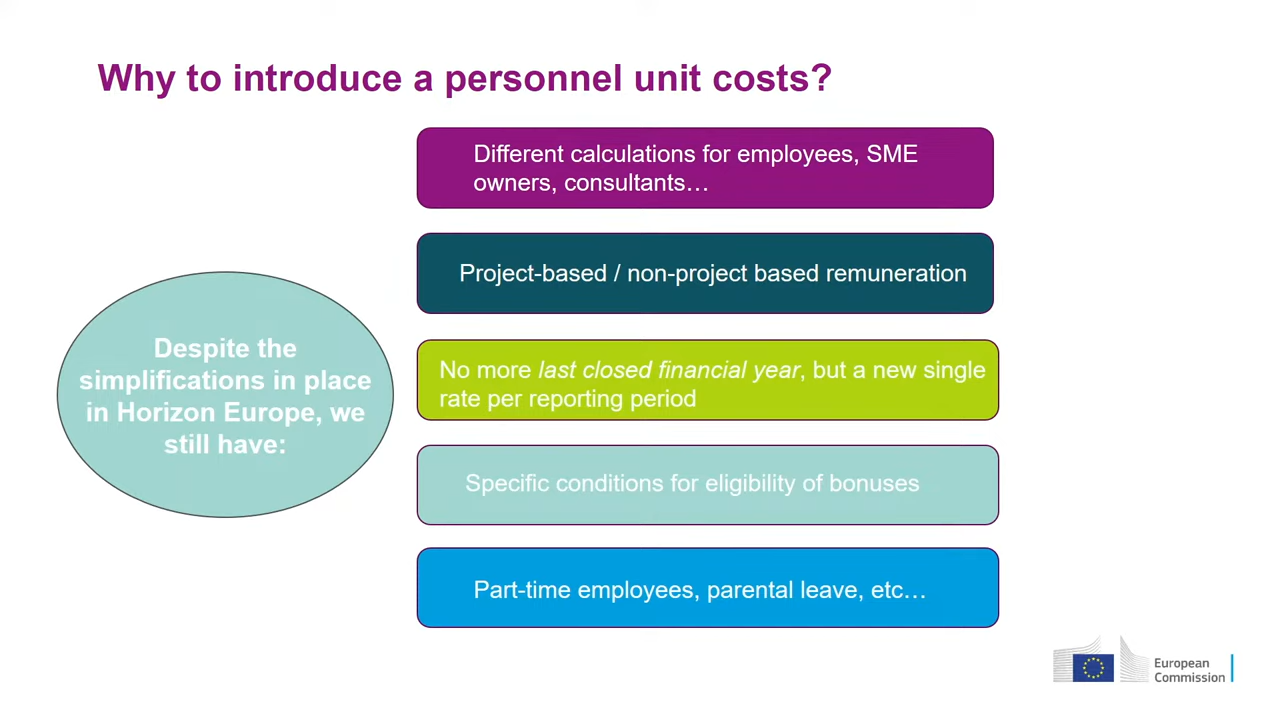 Why to introduce a personnel unit costs?
Different calculations for employees, SME
owners, consultants…
Project-based / non-project based remuneration
Despite the
simplifications in place
in Horizon Europe, we
still have:
No more last closed financial year, but a new single
rate per reporting period
Specific conditions for eligibility of bonuses
Part-time employees, parental leave, etc…
European
Commission